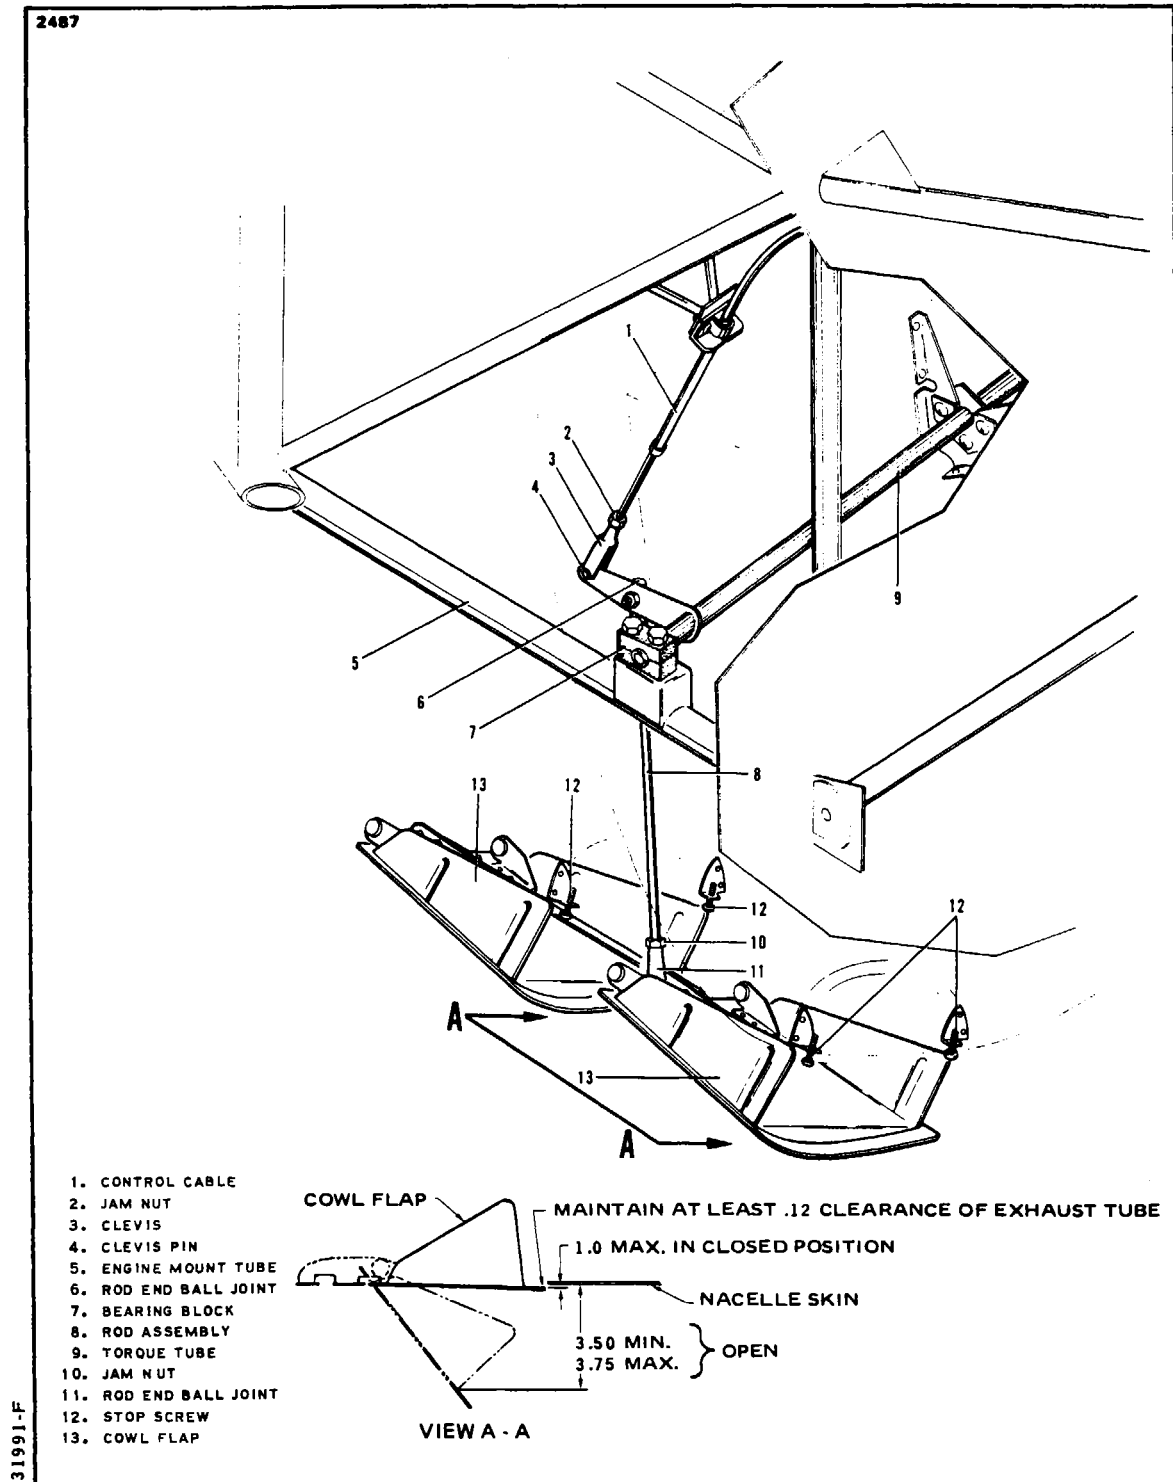 2487
1
2
3
4
5
6
7
8
9
13
12
12
12
10
11
A
13
A
1. CONTROL CABLE
2. JAM NUT
3. CLEVIS
4. CLEVIS PIN
5. ENGINE MOUNT TUBE
6. ROD END BALL JOINT
7. BEARING BLOCK
8. ROD ASSEMBLY
9. TORQUE TUBE
10. JAM NUT
11. ROD END BALL JOINT
12. STOP SCREW
13. COWL FLAP
COWL FLAP
MAINTAIN AT LEAST .12 CLEARANCE OF EXHAUST TUBE
1.0 MAX. IN CLOSED POSITION
NACELLE SKIN
3.50 MIN.
3.75 MAX.
OPEN
VIEW A - A
31991-F